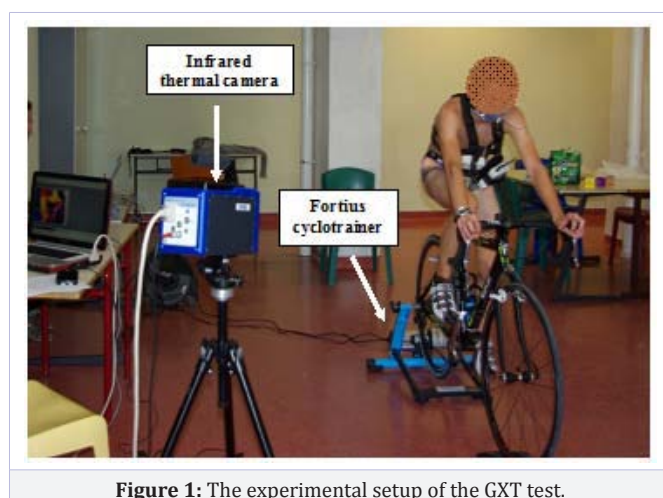 Infrared
thermal camera
Fortius
cyclotrainer
Figure 1: The experimental setup of the GXT test.